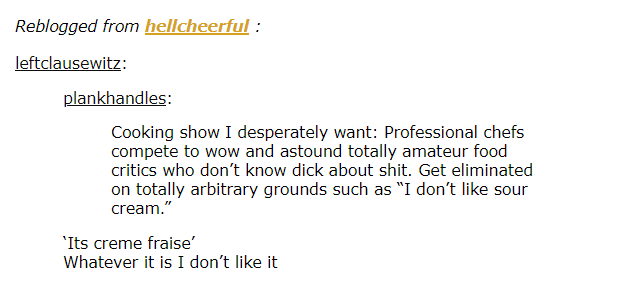 Reblogged from hellcheerful :
leftclausewitz:
plankhandles:
Cooking show I desperately want: Professional chefs
compete to wow and astound totally amateur food
critics who don’t know dick about shit. Get eliminated
on totally arbitrary grounds such as “I don’t like sour
cream.”
‘Its creme fraise’
Whatever it is I don’t like it